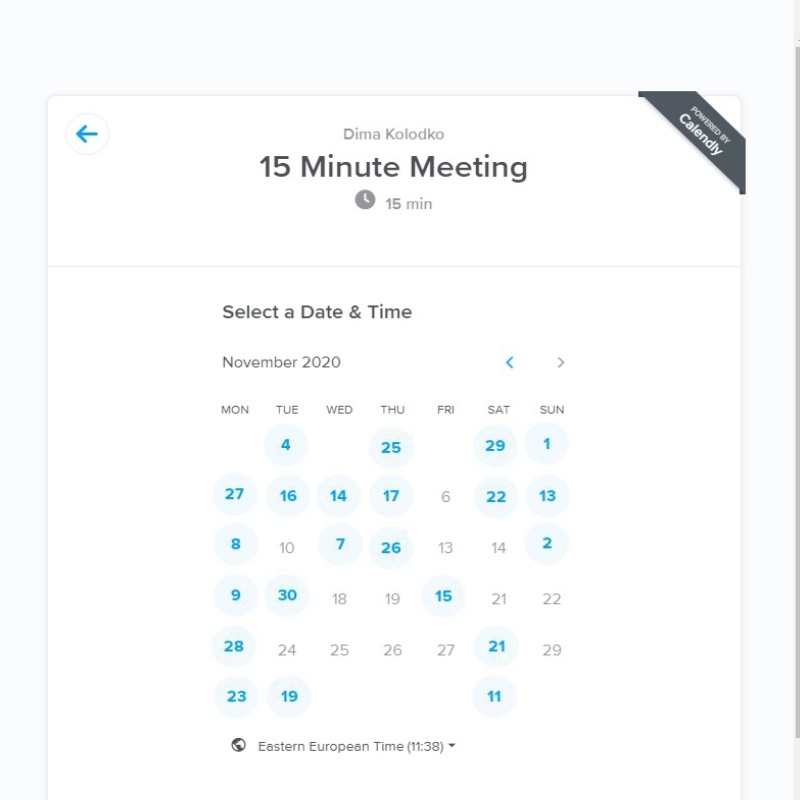 POWERED BY
Calendly
Dima Kolodko
15 Minute Meeting
15 min
Select a Date & Time
November 2020
MON TUE WED THU FRI SAT SUN
4 25 29 1
27 16 14 17 6 22 13
8 10 7 26 13 14 2
9 30 18 19 15 21 22
28 24 25 26 27 21 29
23 19 11
Eastern European Time (11:38)